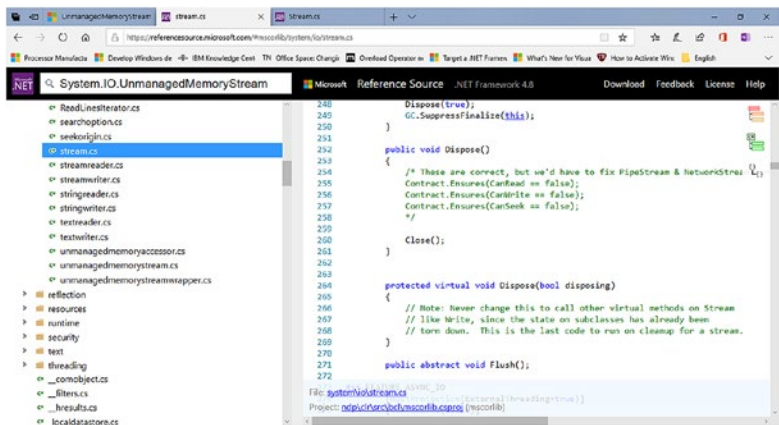 UnmanagedMemoryStream
stream.cs
Stream.cs
https://referencesource.microsoft.com/#mscorlib/system/io/stream.cs
Processor Manufactu
Develop Windows de
IBM Knowledge Cent
TN Office Space: Changi
Overload Operator in
Target a .NET Framew
What's New for Visua
How to Activate Winc
English
.NET
System.IO.UnmanagedMemoryStream
Microsoft Reference Source .NET Framework 4.8
Download Feedback License Help
ReadLinesIterator.cs
searchoption.cs
seekorigin.cs
stream.cs
streamreader.cs
streamwriter.cs
stringreader.cs
stringwriter.cs
textreader.cs
textwriter.cs
unmanagedmemoryaccessor.cs
unmanagedmemorystream.cs
unmanagedmemorystreamwrapper.cs
reflection
resources
runtime
security
text
threading
__comobject.cs
__filters.cs
__hresults.cs
localdatastore.cs
248 Dispose(true);
249 GC.SuppressFinalize(this);
250 }
251
252 public void Dispose()
253 {
254 /* These are correct, but we'd have to fix PipeStream & NetworkStrea
255 Contract.Ensures(CanRead == false);
256 Contract.Ensures(CanWrite == false);
257 Contract.Ensures(CanSeek == false);
258 */
259
260 Close();
261 }
262
263
264 protected virtual void Dispose(bool disposing)
265 {
266 // Note: Never change this to call other virtual methods on Stream
267 // like Write, since the state on subclasses has already been
268 // torn down. This is the last code to run on cleanup for a stream.
269 }
270
271 public abstract void Flush();
272
File: system\io\stream.cs
Project: ndp\clr\src\bcl\mscorlib.csproj (mscorlib)